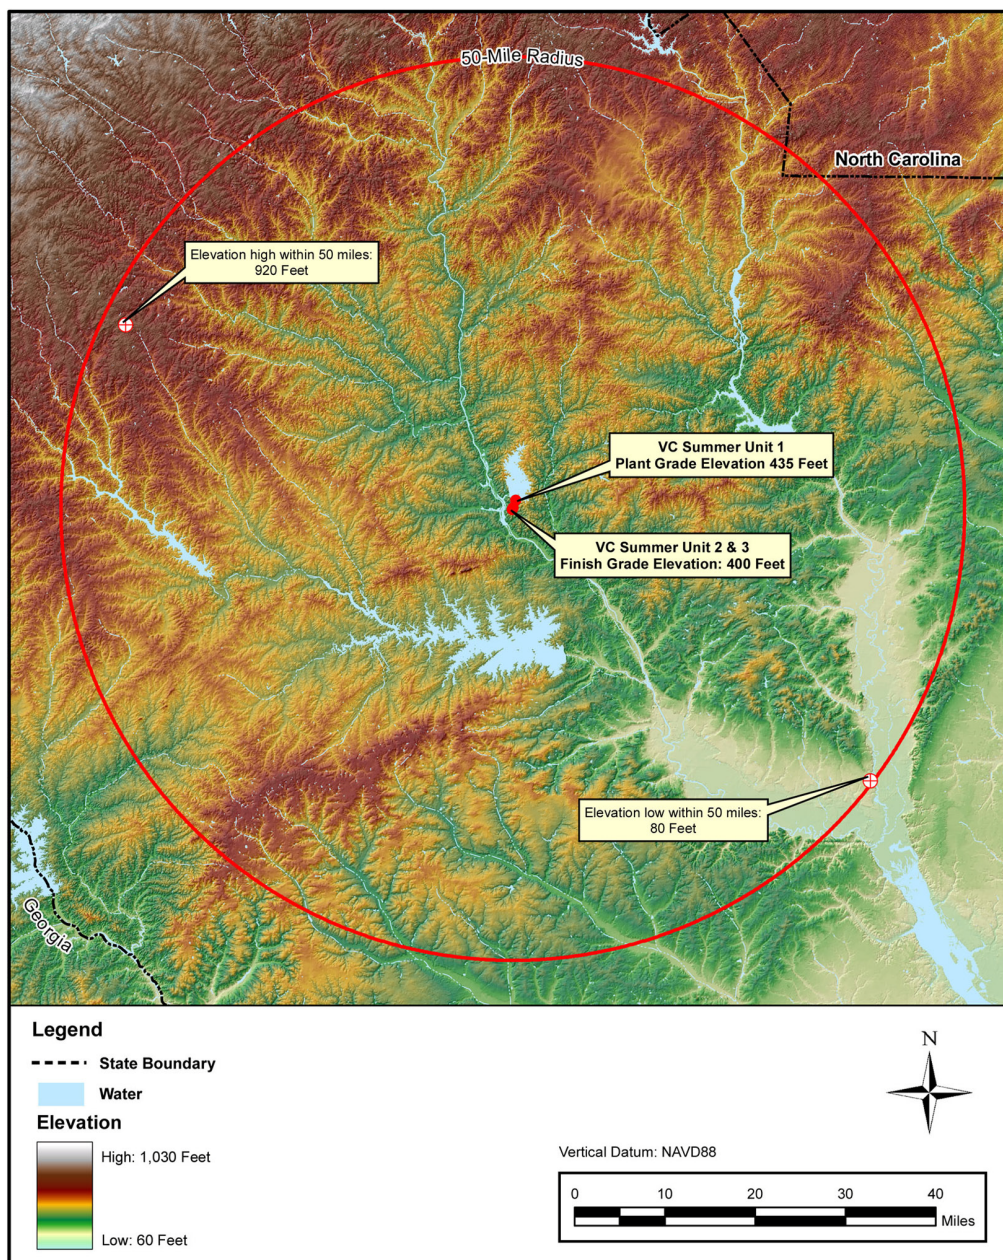 50-Mile Radius
North Carolina
Elevation high within 50 miles:
920 Feet
VC Summer Unit 1
Plant Grade Elevation 435 Feet
VC Summer Unit 2 & 3
Finish Grade Elevation: 400 Feet
Elevation low within 50 miles:
80 Feet
Georgia
Legend
State Boundary
Water
Elevation
High: 1,030 Feet
Low: 60 Feet
N
Vertical Datum: NAVD88
0 10 20 30 40
Miles